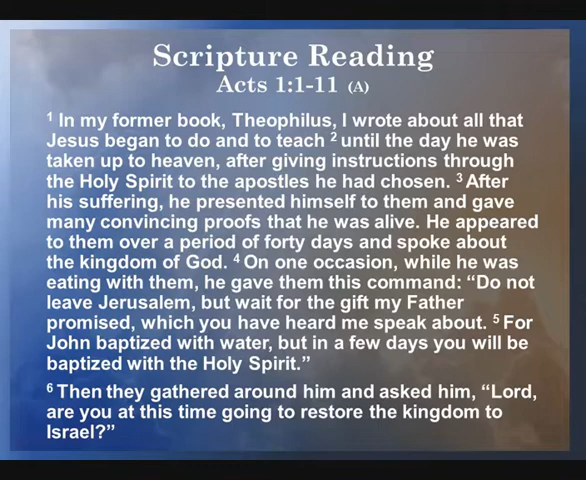 Scripture Reading
Acts 1:1-11 (A)
1 In my former book, Theophilus, I wrote about all that
Jesus began to do and to teach 2 until the day he was
taken up to heaven, after giving instructions through
the Holy Spirit to the apostles he had chosen. 3 After
his suffering, he presented himself to them and gave
many convincing proofs that he was alive. He appeared
to them over a period of forty days and spoke about
the kingdom of God. 4 On one occasion, while he was
eating with them, he gave them this command: “Do not
leave Jerusalem, but wait for the gift my Father
promised, which you have heard me speak about. 5 For
John baptized with water, but in a few days you will be
baptized with the Holy Spirit.”
6 Then they gathered around him and asked him, “Lord,
are you at this time going to restore the kingdom to
Israel?”